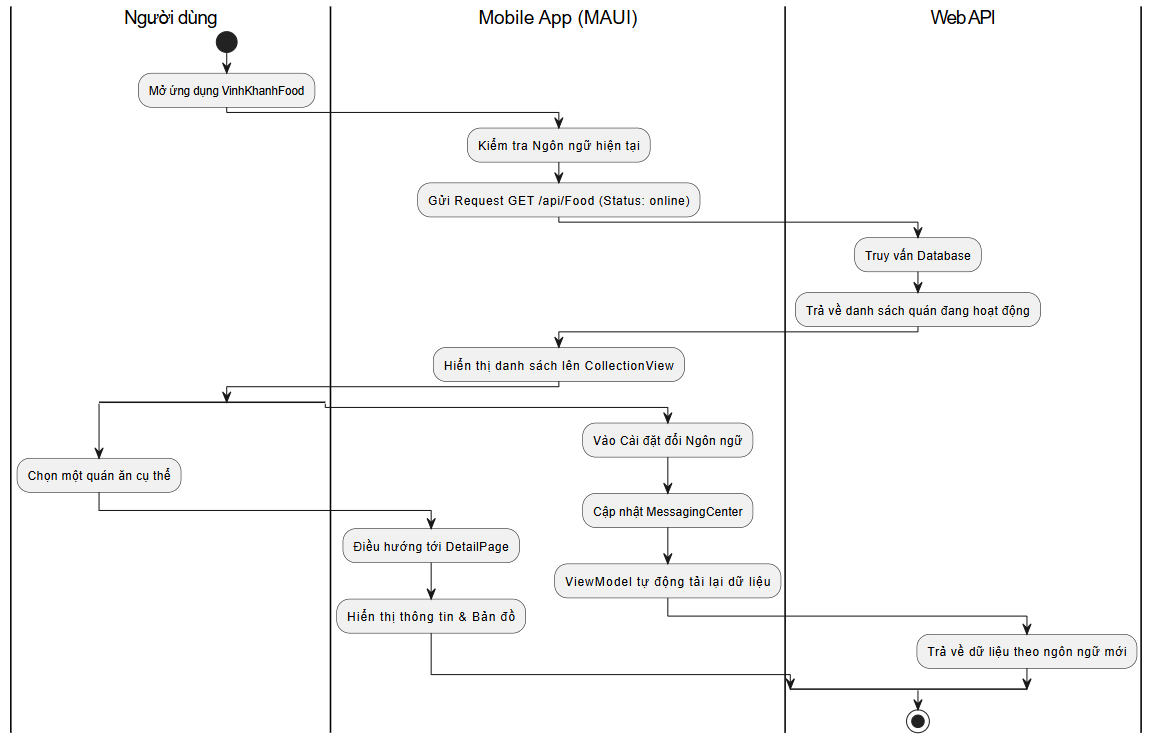 Người dùng
Mobile App (MAUI)
Web API
Mở ứng dụng VinhKhanhFood
Kiểm tra Ngôn ngữ hiện tại
Gửi Request GET /api/Food (Status: online)
Truy vấn Database
Trả về danh sách quán đang hoạt động
Hiển thị danh sách lên CollectionView
Vào Cài đặt đổi Ngôn ngữ
Chọn một quán ăn cụ thể
Cập nhật MessagingCenter
Điều hướng tới DetailPage
ViewModel tự động tải lại dữ liệu
Hiển thị thông tin & Bản đồ
Trả về dữ liệu theo ngôn ngữ mới